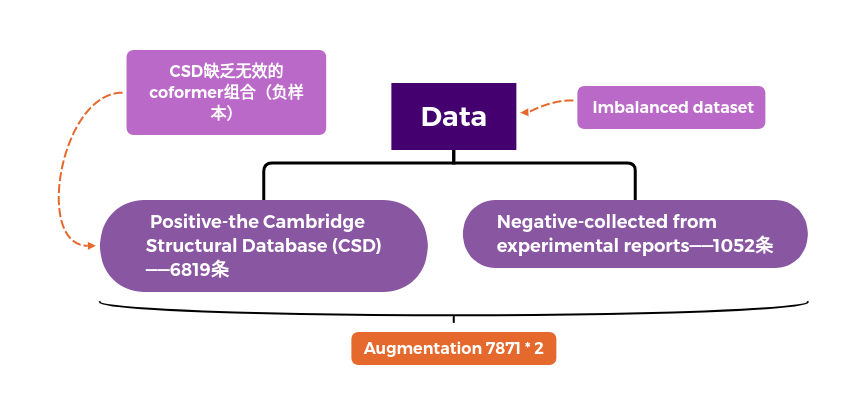 CSD缺乏无效的
coformer组合（负样
本）
Data
Imbalanced dataset
Positive-the Cambridge
Structural Database (CSD)
——6819条
Negative-collected from
experimental reports——1052条
Augmentation 7871 * 2